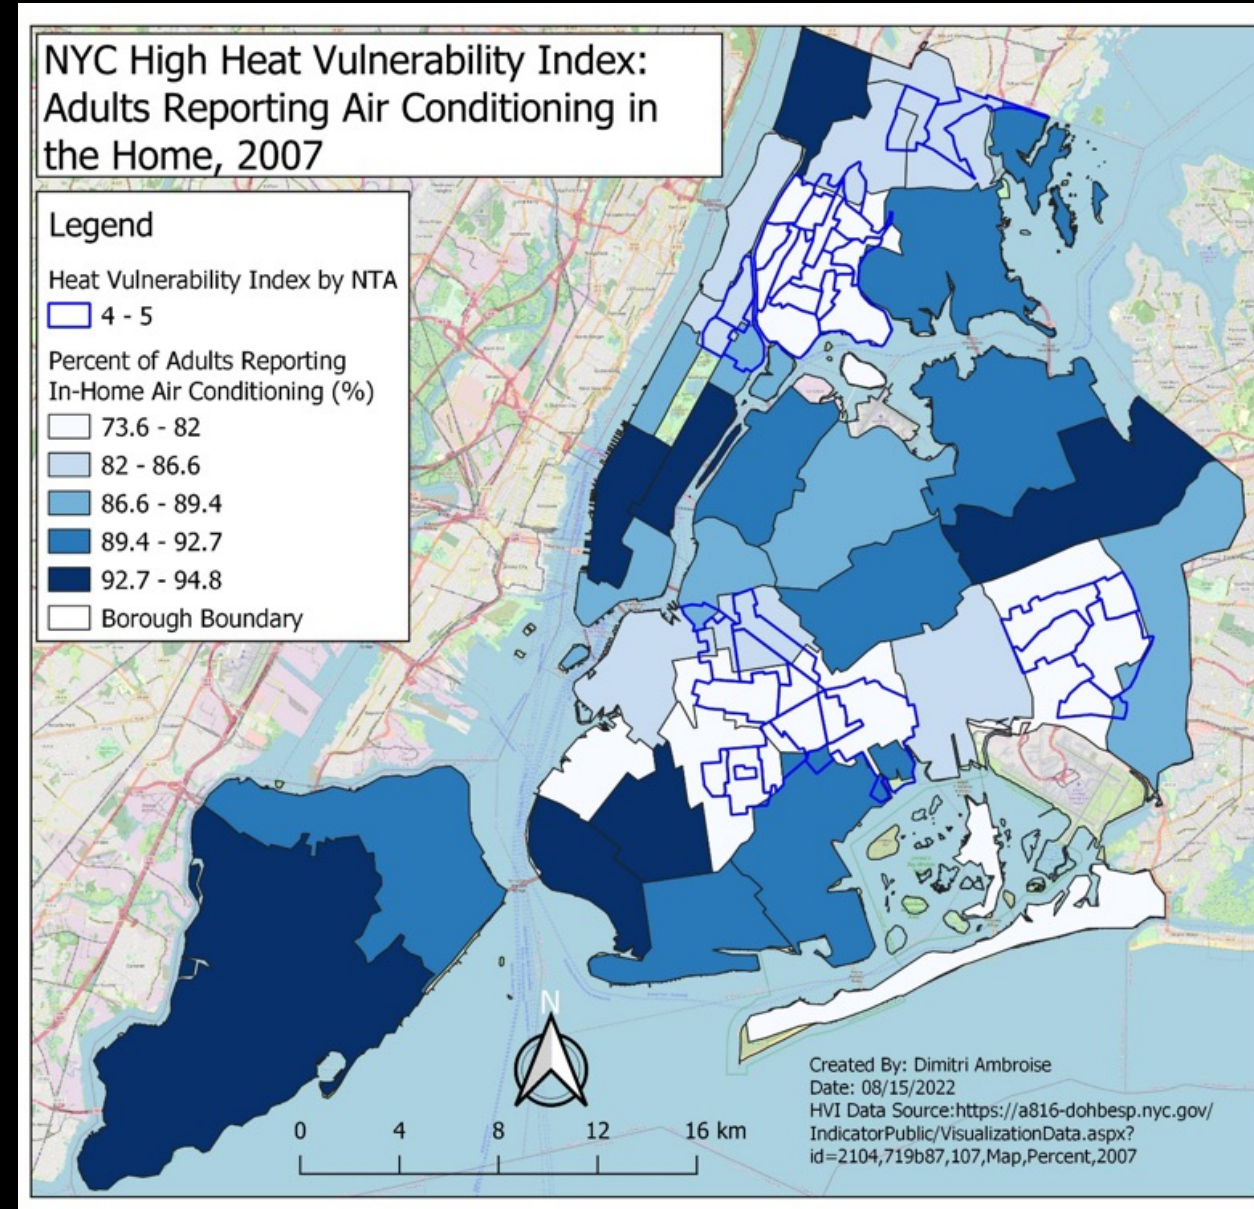 NYC High Heat Vulnerability Index:
Adults Reporting Air Conditioning in
the Home, 2007
Legend
Heat Vulnerability Index by NTA
4 - 5
Percent of Adults Reporting
In-Home Air Conditioning (%)
73.6 - 82
82 - 86.6
86.6 - 89.4
89.4 - 92.7
92.7 - 94.8
Borough Boundary
N
0 4 8 12 16 km
Created By: Dimitri Ambroise
Date: 08/15/2022
HVI Data Source:https://a816-dohbesp.nyc.gov/
IndicatorPublic/VisualizationData.aspx?
id=2104,719b87,107,Map,Percent,2007